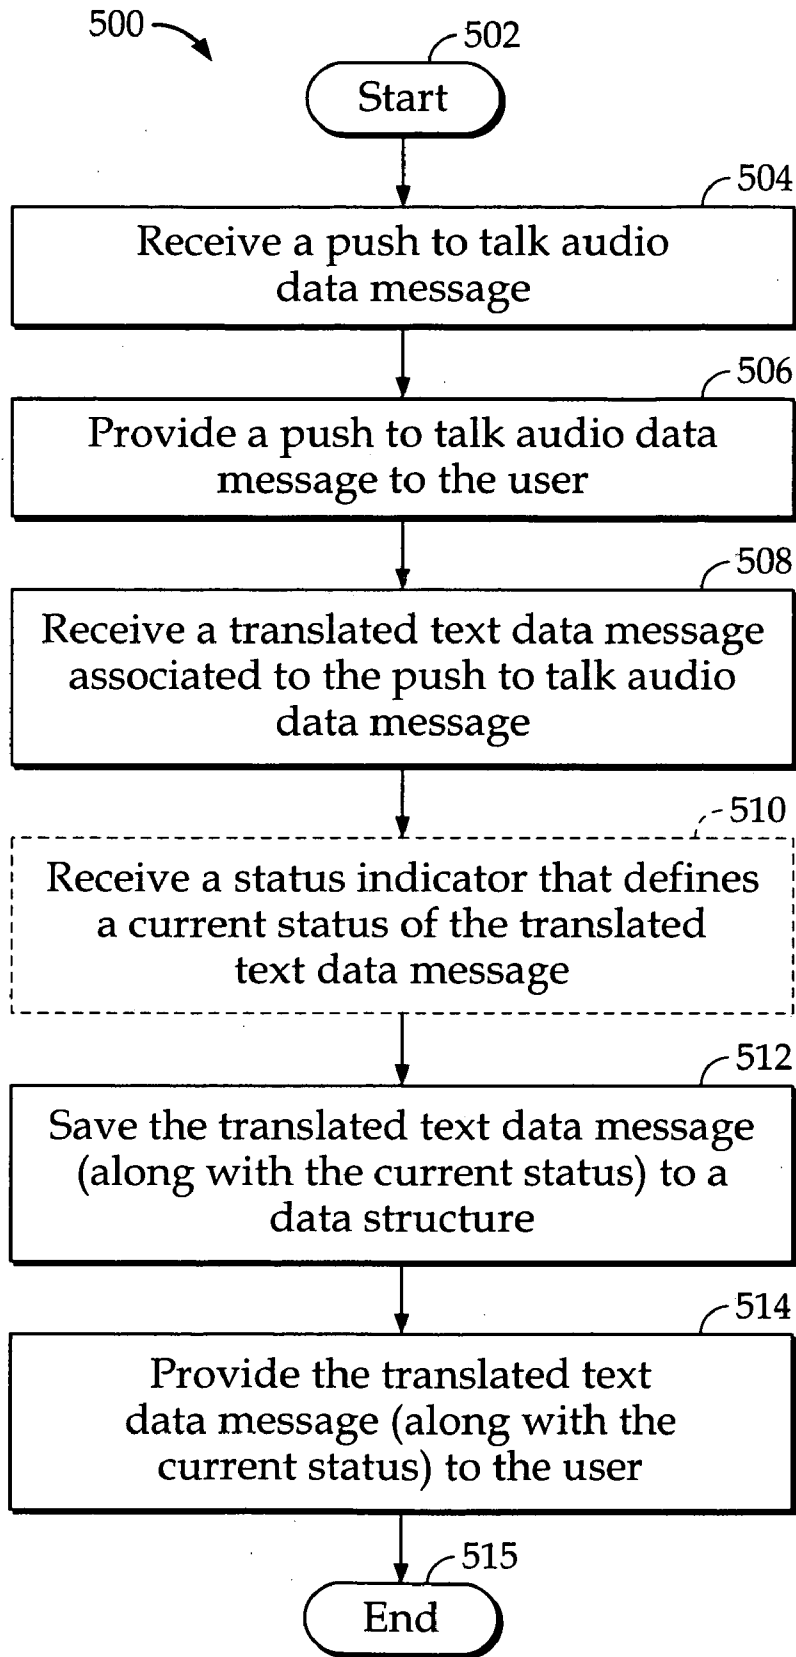 500
502
Start
504
Receive a push to talk audio
data message
506
Provide a push to talk audio data
message to the user
508
Receive a translated text data message
associated to the push to talk audio
data message
510
Receive a status indicator that defines
a current status of the translated
text data message
512
Save the translated text data message
(along with the current status) to a
data structure
514
Provide the translated text
data message (along with the
current status) to the user
515
End